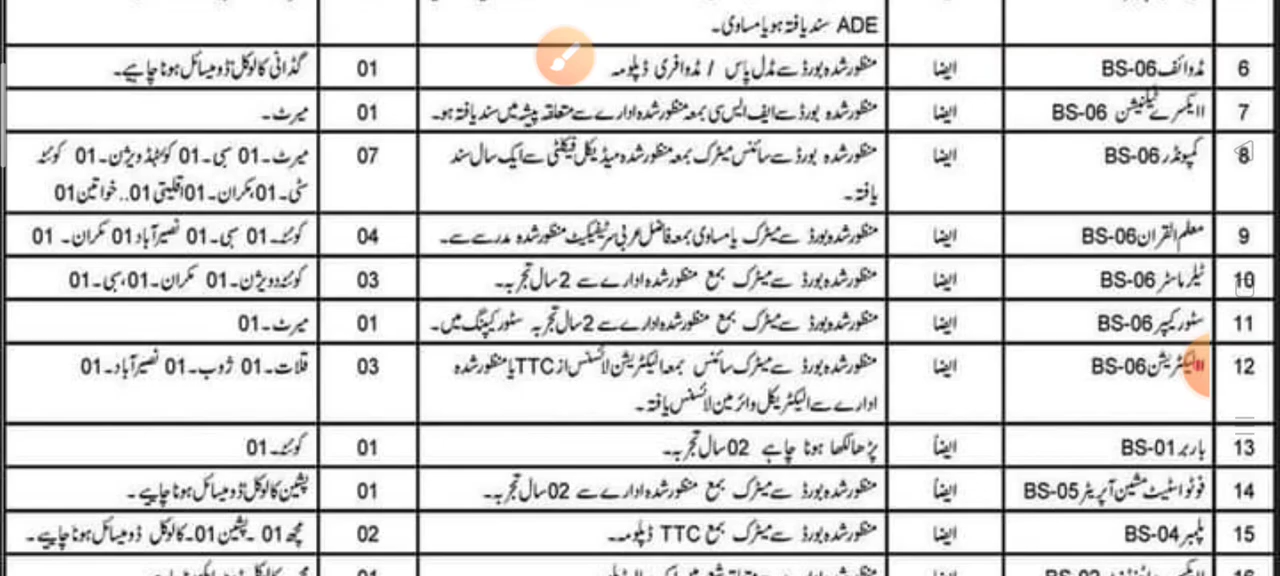 ADE سند یافتہ ہو یا مساوی۔
6 مڈوائف BS-06 ایضا منظور شدہ بورڈ سے مڈل پاس / مڈوافری ڈپلومہ 01 گڈانی کا لوکل ڈومیسائل ہونا چاہیے۔
7 اایکسرے ٹیکنیشن BS-06 ایضا منظور شدہ بورڈ سے ایف ایس سی بمعہ منظور شدہ ادارے سے متعلقہ پیشہ میں سند یافتہ ہو۔ 01 میرٹ۔
8 کمپونڈر BS-06 ایضا منظور شدہ بورڈ سے سائنس میٹرک بمعہ منظور شدہ میڈیکل فیکلٹی سے ایک سال سند 07 میرٹ۔01 سبی۔01 کوئٹہ ڈویژن۔01 کوئٹہ
یافتہ۔ سٹی۔01، مکران۔01 اقلیتی 01.. خواتین 01
9 معلم القران BS-06 ایضا منظور شدہ بورڈ سے میٹرک یا مساوی بمعہ فاضل عربی سرٹیفیکیٹ منظور شدہ مدرسے سے۔ 04 کوئٹہ۔01 سبی۔01 نصیر آباد 01 مکران۔ 01
10 ٹیلر ماسٹر BS-06 ایضا منظور شدہ بورڈ سے میٹرک بمع منظور شدہ ادارے سے 2 سال تجربہ۔ 03 کوئٹہ دویژن۔01 مکران۔01، سبی۔01
11 سٹور کیپر BS-06 ایضا منظور شدہ بورڈ سے میٹرک بمع منظور شدہ ادارے سے 2 سال تجربہ سٹور کیپنگ میں۔ 01 میرٹ۔01
12 الیکٹریشن BS-06 ایضا منظور شدہ بورڈ سے میٹرک سائنس بمعہ الیکٹریشن لائسنس از TTC یا منظور شدہ 03 قلات۔01 ژوب۔01 نصیر آباد۔01
ادارے سے الیکٹریکل وائرمین لائسنس یافتہ۔
13 باربر BS-01 ایضاً پڑھا لکھا ہونا چاہے 02 سال تجربہ۔ 01 کوئٹہ۔01
14 فوٹو اسٹیٹ مشین آپریٹر BS-05 ایضاً منظور شدہ بورڈ سے میٹرک بمع منظور شدہ ادارے سے 02 سال تجربہ۔ 01 پشین کا لوکل ڈومیسائل ہونا چاہیے۔
15 پلمبر BS-04 ایضا منظور شدہ بورڈ سے میٹرک بمع TTC ڈپلومہ۔ 02 مچھ 01 ۔پشین 01۔کا لوکل ڈومیسائل ہونا چاہیے۔